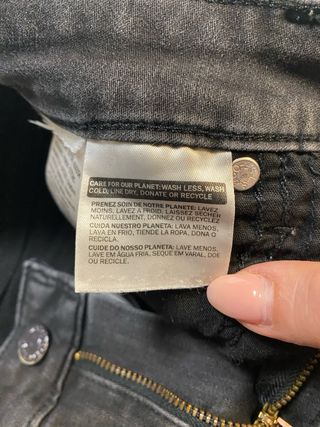 CARE FOR OUR PLANET: WASH LESS, WASH
COLD, LINE DRY, DONATE OR RECYCLE
PRENEZ SOIN DE NOTRE PLANETE: LAVEZ
MOINS, LAVEZ À FROID, LAISSEZ SÉCHER
NATURELLEMENT, DONNEZ OU RECYCLEZ.
CUIDA NUESTRO PLANETA: LAVA MENOS,
LAVA EN FRIO, TIENDE LA ROPA, DONA O
RECICLA.
CUIDE DO NOSSO PLANETA: LAVE MENOS,
LAVE EM ÁGUA FRIA, SEQUE EM VARAL, DOE
OU RECICLE.